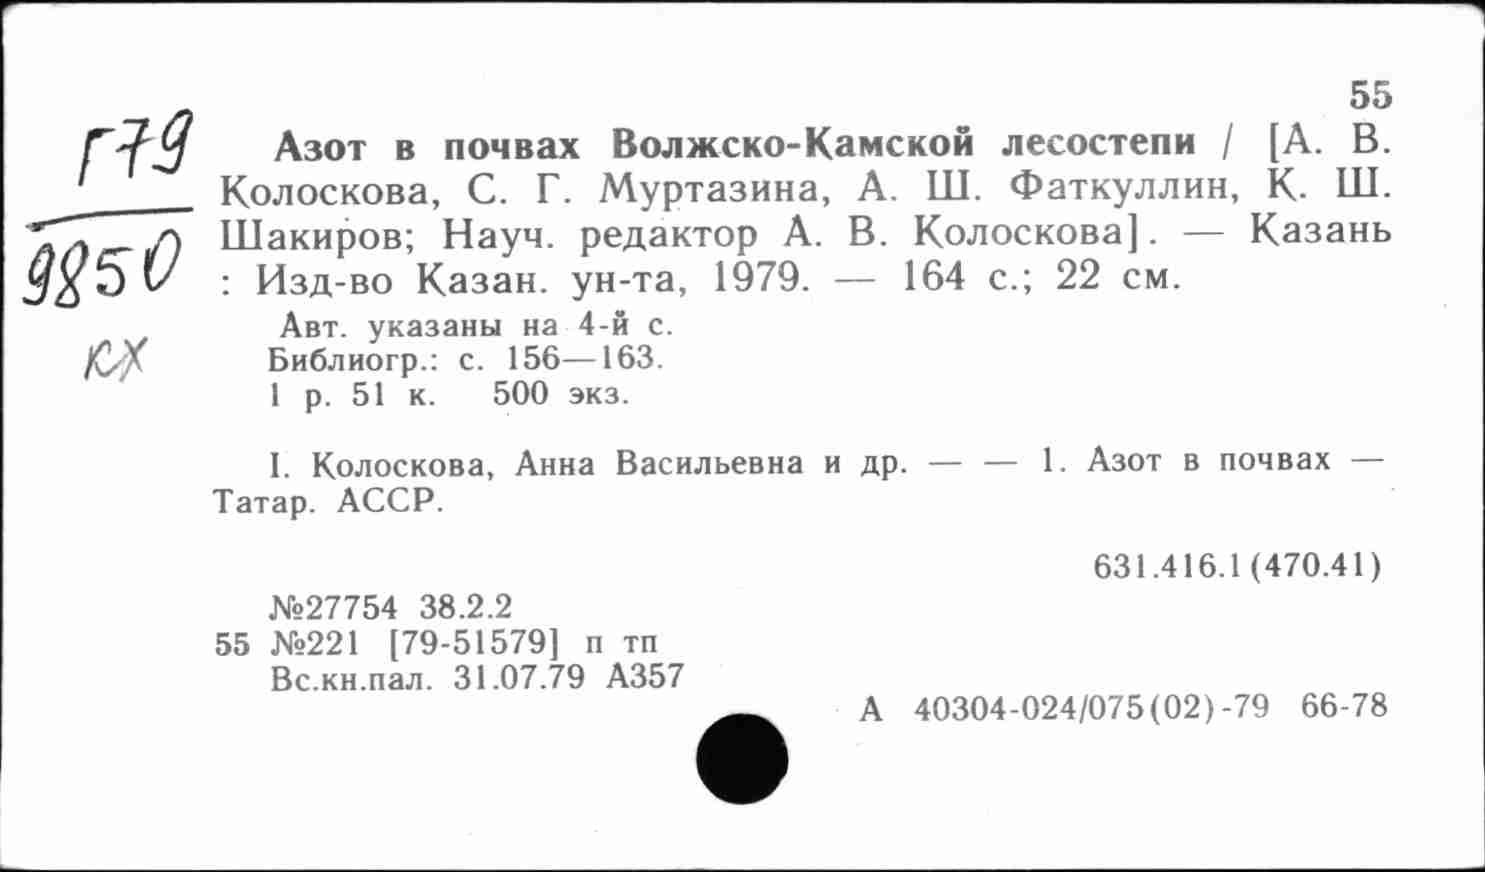 55
Г79
9850
кх
Азот в почвах Волжско-Камской лесостепи / [А. В.
Колоскова, С. Г. Муртазина, А. Ш. Фаткуллин, К. Ш.
Шакиров; Науч. редактор А. В. Колоскова]. — Казань
: Изд-во Казан. ун-та, 1979. — 164 с.; 22 см.
Авт. указаны на 4-й с.
Библиогр.: с. 156—163.
1 р. 51 к. 500 экз.
I. Колоскова, Анна Васильевна и др. — — 1. Азот в почвах —
Татар. АССР.
631.416.1(470.41)
№27754 38.2.2
55 №221 [79-51579] п тп
Вс.кн.пал. 31.07.79 А357
А 40304-024/075(02)-79 66-78